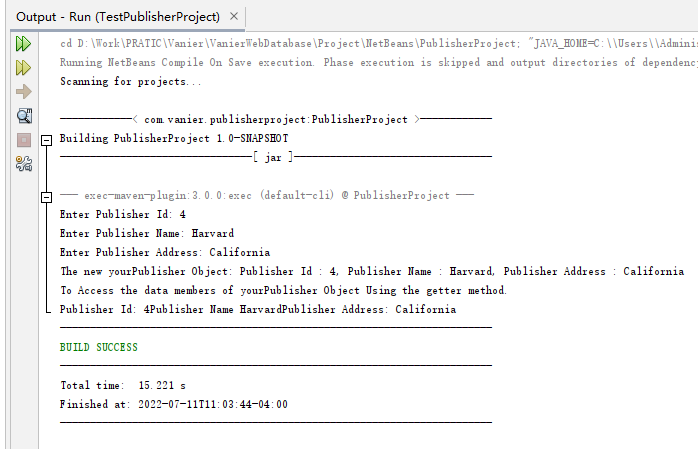 Output - Run (TestPublisherProject) ×
cd D:\Work\PRATIC\Vanier\VanierWebDatabase\Project\NetBeans\PublisherProject; "JAVA_HOME=C:\\Users\\Adminis
Running NetBeans Compile On Save execution. Phase execution is skipped and output directories of dependency
Scanning for projects...
------------< com.vanier.publisherproject:PublisherProject >------------
Building PublisherProject 1.0-SNAPSHOT
--------------------------------[ jar ]---------------------------------
--- exec-maven-plugin:3.0.0:exec (default-cli) @ PublisherProject ---
Enter Publisher Id: 4
Enter Publisher Name: Harvard
Enter Publisher Address: California
The new yourPublisher Object: Publisher Id : 4, Publisher Name : Harvard, Publisher Address : California
To Access the data members of yourPublisher Object Using the getter method.
Publisher Id: 4Publisher Name HarvardPublisher Address: California
------------------------------------------------------------------------
BUILD SUCCESS
------------------------------------------------------------------------
Total time:  15.221 s
Finished at: 2022-07-11T11:03:44-04:00
------------------------------------------------------------------------